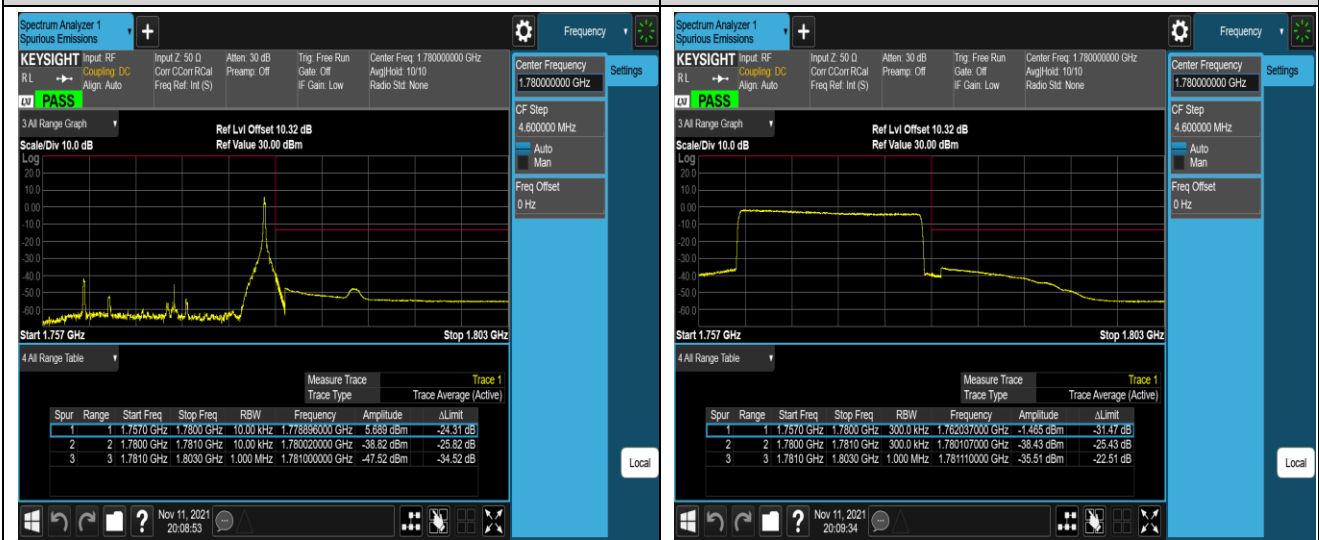 Spectrum Analyzer 1
Spurious Emissions
Frequency
KEYSIGHT
Input: RF
Coupling: DC
Align: Auto
Input Z: 50 Ω
Corr CCorr RCal
Freq Ref: Int (S)
Atten: 30 dB
Preamp: Off
Trig: Free Run
Gate: Off
IF Gain: Low
Center Freq: 1.780000000 GHz
Avg|Hold: 10/10
Radio Std: None
R L
LXI
PASS
Center Frequency
1.780000000 GHz
Settings
CF Step
4.600000 MHz
Auto
Man
Freq Offset
0 Hz
3 All Range Graph
Ref Lvl Offset 10.32 dB
Scale/Div 10.0 dB
Ref Value 30.00 dBm
Log
20.0
10.0
0.00
-10.0
-20.0
-30.0
-40.0
-50.0
-60.0
Start 1.757 GHz
Stop 1.803 GHz
4 All Range Table
Measure Trace Trace 1
Trace Type Trace Average (Active)
Spur Range Start Freq Stop Freq RBW Frequency Amplitude ΔLimit
1 1 1.7570 GHz 1.7800 GHz 10.00 kHz 1.778896000 GHz 5.689 dBm -24.31 dB
2 2 1.7800 GHz 1.7810 GHz 10.00 kHz 1.780020000 GHz -38.82 dBm -25.82 dB
3 3 1.7810 GHz 1.8030 GHz 1.000 MHz 1.781000000 GHz -47.52 dBm -34.52 dB
Local
Nov 11, 2021
20:08:53
Spectrum Analyzer 1
Spurious Emissions
Frequency
KEYSIGHT
Input: RF
Coupling: DC
Align: Auto
Input Z: 50 Ω
Corr CCorr RCal
Freq Ref: Int (S)
Atten: 30 dB
Preamp: Off
Trig: Free Run
Gate: Off
IF Gain: Low
Center Freq: 1.780000000 GHz
Avg|Hold: 10/10
Radio Std: None
R L
LXI
PASS
Center Frequency
1.780000000 GHz
Settings
CF Step
4.600000 MHz
Auto
Man
Freq Offset
0 Hz
3 All Range Graph
Ref Lvl Offset 10.32 dB
Scale/Div 10.0 dB
Ref Value 30.00 dBm
Log
20.0
10.0
0.00
-10.0
-20.0
-30.0
-40.0
-50.0
-60.0
Start 1.757 GHz
Stop 1.803 GHz
4 All Range Table
Measure Trace Trace 1
Trace Type Trace Average (Active)
Spur Range Start Freq Stop Freq RBW Frequency Amplitude ΔLimit
1 1 1.7570 GHz 1.7800 GHz 300.0 kHz 1.762037000 GHz -1.465 dBm -31.47 dB
2 2 1.7800 GHz 1.7810 GHz 300.0 kHz 1.780107000 GHz -38.43 dBm -25.43 dB
3 3 1.7810 GHz 1.8030 GHz 1.000 MHz 1.781110000 GHz -35.51 dBm -22.51 dB
Local
Nov 11, 2021
20:09:34